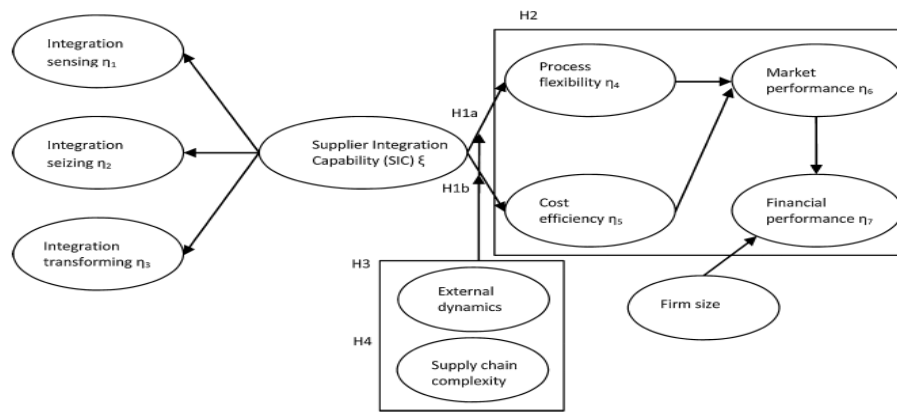 H2
Integration
sensing η₁
Process
flexibility η₄
Market
performance η₆
H1a
Integration
seizing η₂
Supplier Integration
Capability (SIC) ξ
H1b
Cost
efficiency η₅
Financial
performance η₇
Integration
transforming η₃
H3
External
dynamics
Firm size
H4
Supply chain
complexity